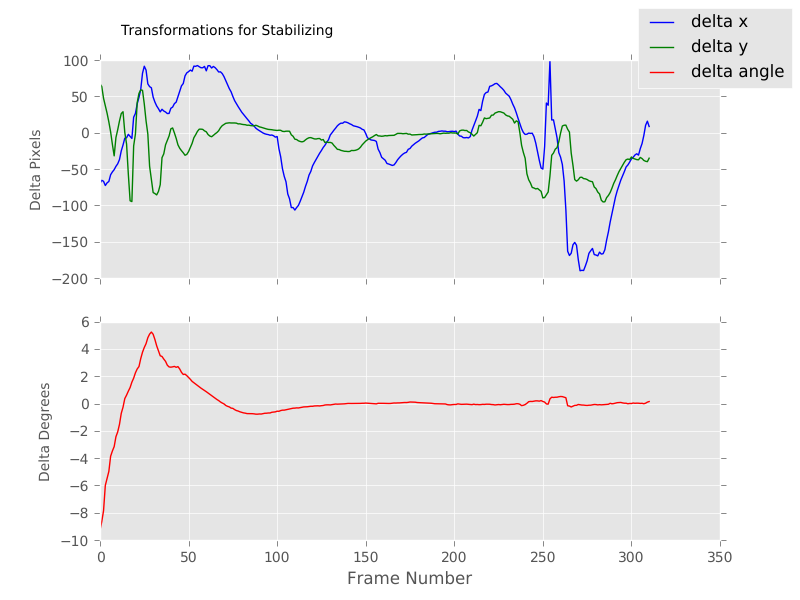 Transformations for Stabilizing
delta x
delta y
delta angle
100
50
0
−50
−100
−150
−200
Delta Pixels
6
4
2
0
−2
−4
−6
−8
−10
Delta Degrees
0 50 100 150 200 250 300 350
Frame Number